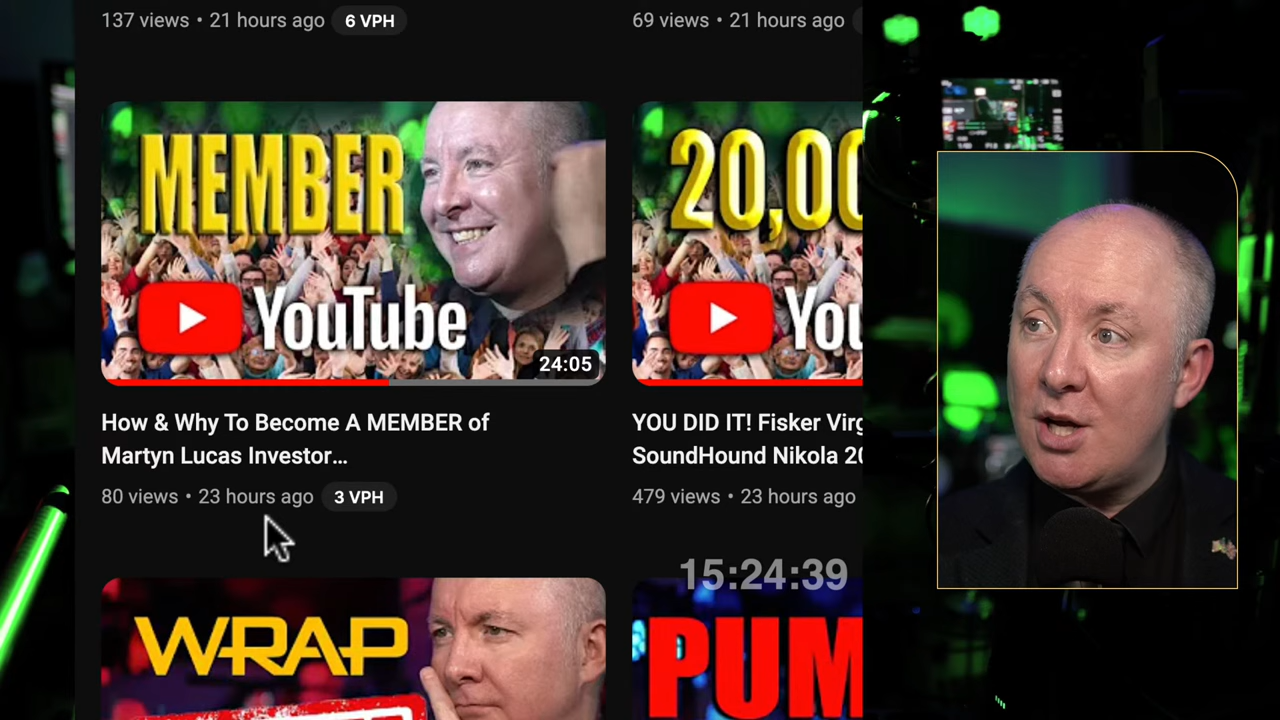 137 views • 21 hours ago 6 VPH
69 views • 21 hours ago
MEMBER
YouTube
24:05
20,00
You
How & Why To Become A MEMBER of
Martyn Lucas Investor...
80 views • 23 hours ago 3 VPH
YOU DID IT! Fisker Virg
SoundHound Nikola 20
479 views • 23 hours ago
15:24:39
WRAP
PUM